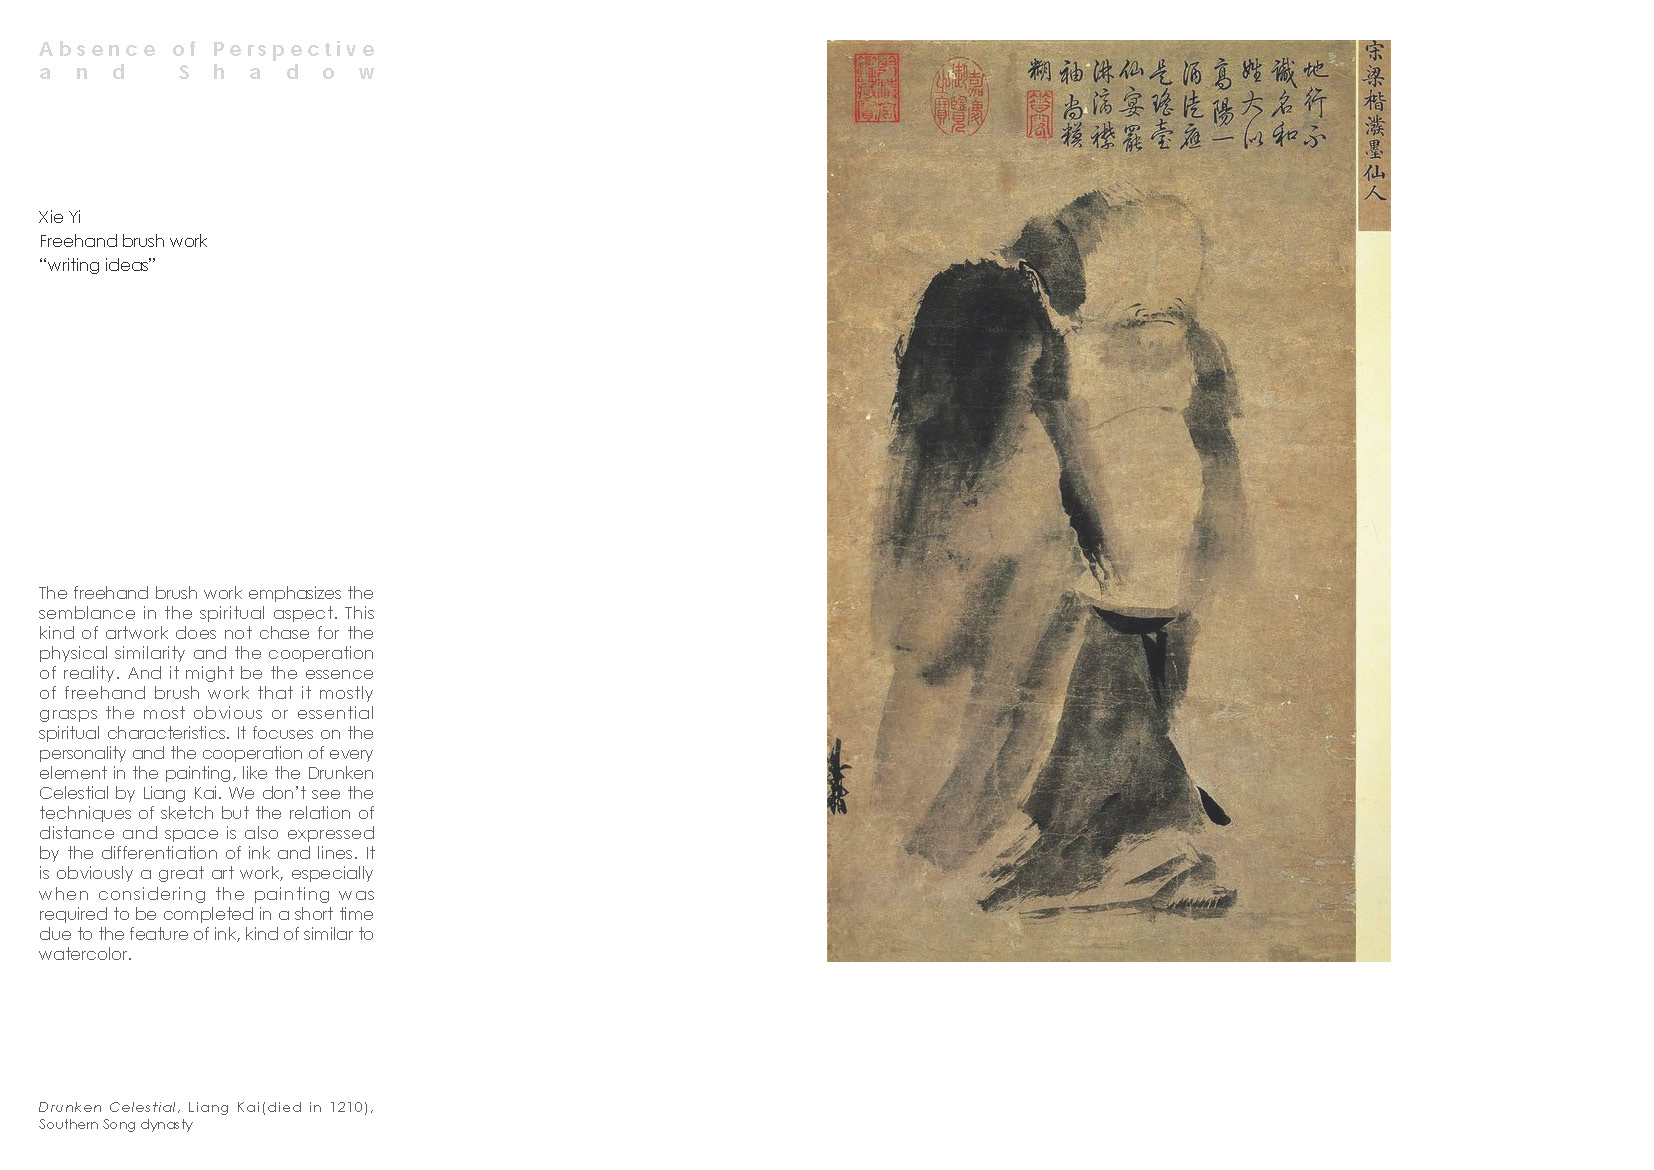 Absence of Perspective
and Shadow
Xie Yi
Freehand brush work
“writing ideas”
The freehand brush work emphasizes the
semblance in the spiritual aspect. This
kind of artwork does not chase for the
physical similarity and the cooperation
of reality. And it might be the essence
of freehand brush work that it mostly
grasps the most obvious or essential
spiritual characteristics. It focuses on the
personality and the cooperation of every
element in the painting, like the Drunken
Celestial by Liang Kai. We don’t see the
techniques of sketch but the relation of
distance and space is also expressed
by the differentiation of ink and lines. It
is obviously a great art work, especially
when considering the painting was
required to be completed in a short time
due to the feature of ink, kind of similar to
watercolor.
Drunken Celestial, Liang Kai(died in 1210),
Southern Song dynasty
宋梁楷潑墨仙人
地行不
識名和
姓大似
高陽一
酒徒應
是瑤臺
仙宴罷
淋漓襟
袖尚糢
糊
嘉慶御覽之寶